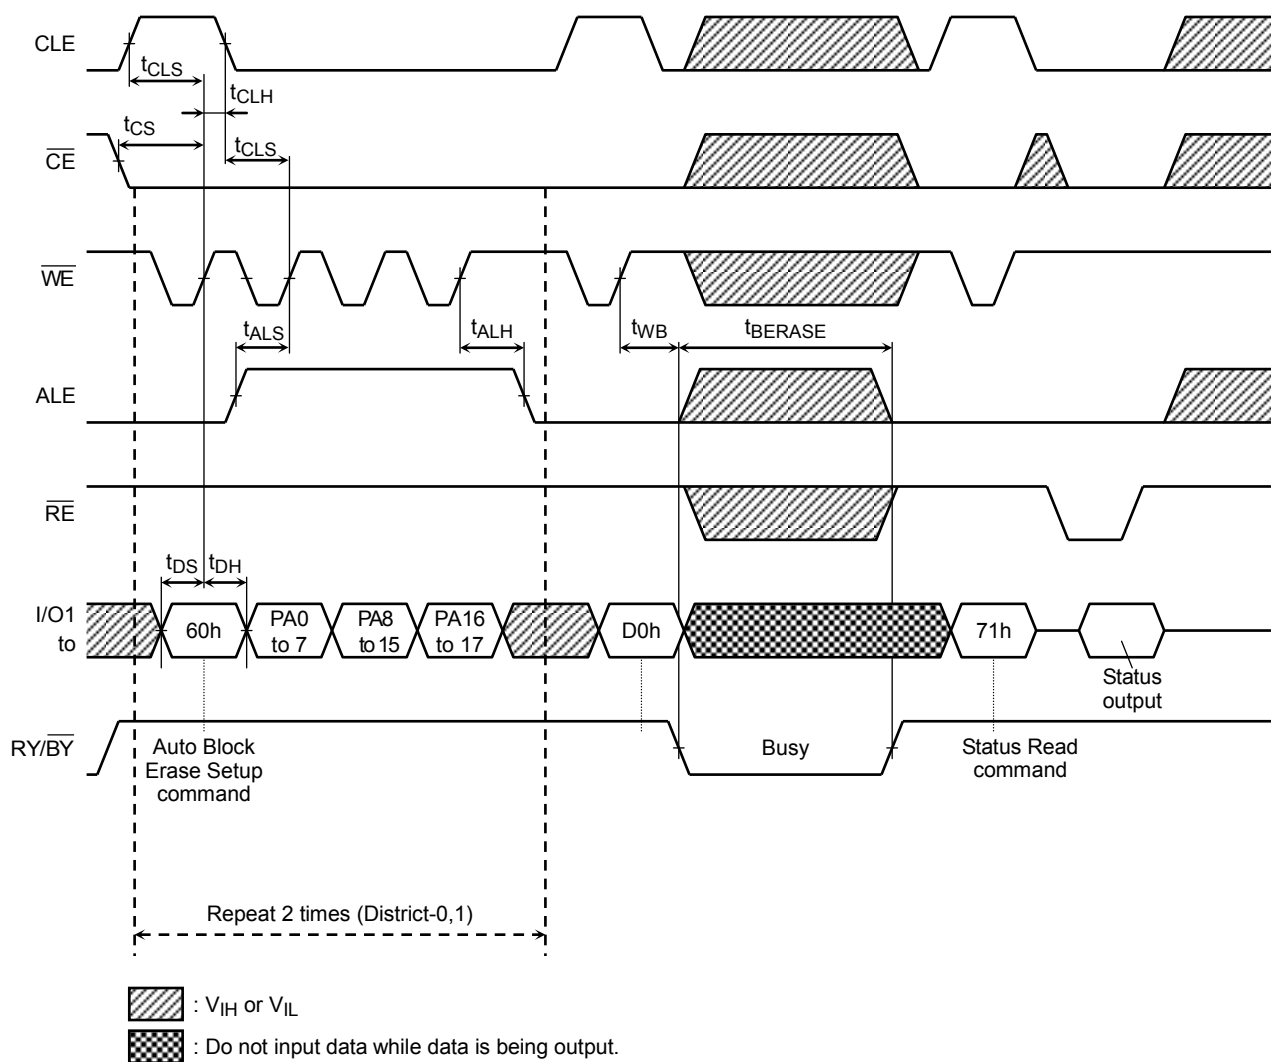 CLE
tCLS
tCLH
tCS
CE
tCLS
WE
tALS
tALH
tWB
tBERASE
ALE
RE
tDS
tDH
I/O1
to
60h
PA0
to 7
PA8
to 15
PA16
to 17
D0h
71h
Status
output
RY/BY
Auto Block
Erase Setup
command
Busy
Status Read
command
Repeat 2 times (District-0,1)
: VIH or VIL
: Do not input data while data is being output.